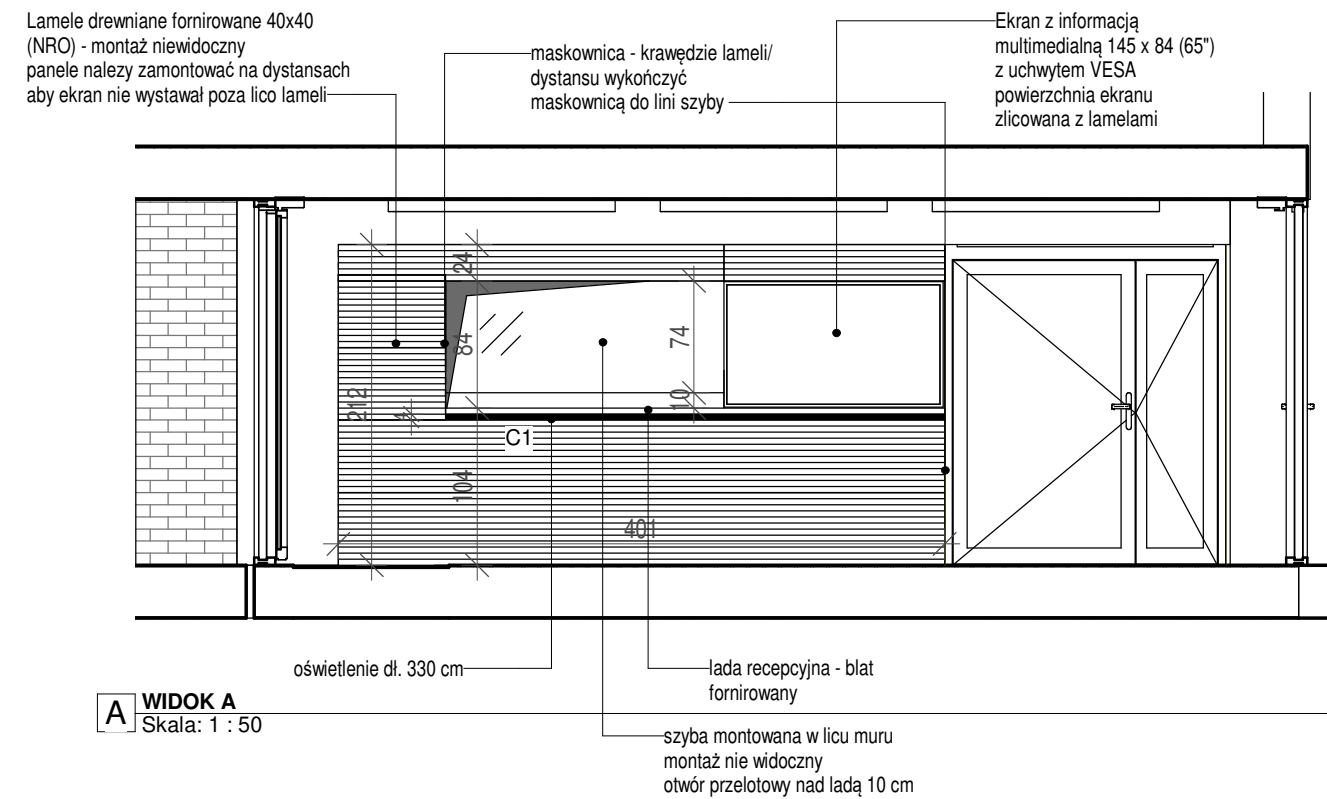 Lamele drewniane fornirowane 40x40
(NRO) - montaż niewidoczny
panele nalezy zamontować na dystansach
aby ekran nie wystawał poza lico lameli
maskownica - krawędzie lameli/
dystansu wykończyć
maskownicą do lini szyby
Ekran z informacją
multimedialną 145 x 84 (65")
z uchwytem VESA
powierzchnia ekranu
zlicowana z lamelami
24
84
74
10
212
4
C1
104
401
oświetlenie dł. 330 cm
lada recepcyjna - blat
fornirowany
A
WIDOK A
Skala: 1 : 50
szyba montowana w licu muru
montaż nie widoczny
otwór przelotowy nad ladą 10 cm